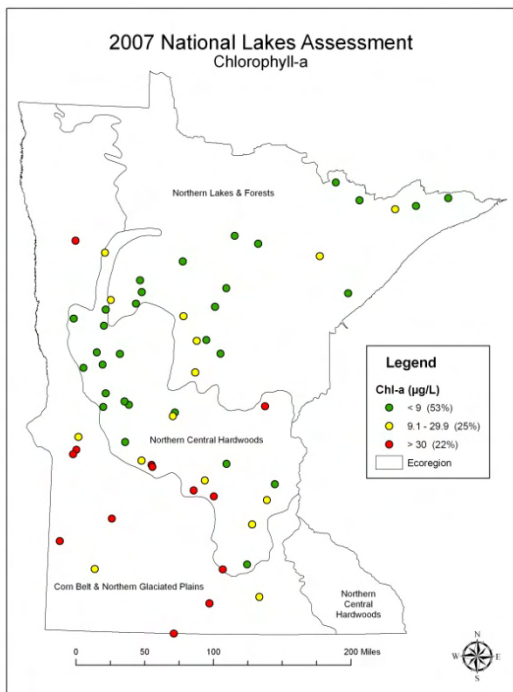 2007 National Lakes Assessment
Chlorophyll-a
Northern Lakes & Forests
Legend
Chl-a (µg/L)
< 9 (53%)
9.1 - 29.9 (25%)
> 30 (22%)
Ecoregion
Northern Central Hardwoods
Corn Belt & Northern Glaciated Plains
Northern
Central
Hardwoods
N
W E
S
0 50 100 200 Miles